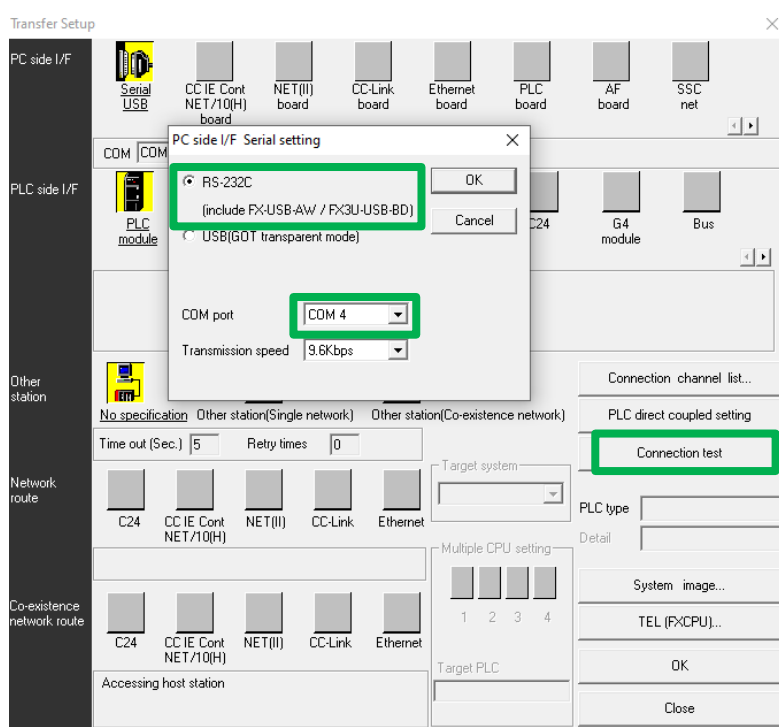 Transfer Setup
PC side I/F
Serial
USB
CC IE Cont
NET/10(H)
board
NET(II)
board
CC-Link
board
Ethernet
board
PLC
board
AF
board
SSC
net
COM
COM
PC side I/F Serial setting
RS-232C
(include FX-USB-AW / FX3U-USB-BD)
USB(GOT transparent mode)
OK
Cancel
COM port
COM 4
Transmission speed
9.6Kbps
PLC side I/F
PLC
module
C24
G4
module
Bus
Other
station
No specification
Other station(Single network)
Other station(Co-existence network)
Time out (Sec.)
5
Retry times
0
Connection channel list...
PLC direct coupled setting
Connection test
PLC type
Detail
System image...
TEL (FXCPU)...
OK
Close
Network
route
C24
CC IE Cont
NET/10(H)
NET(II)
CC-Link
Ethernet
Target system
Multiple CPU setting
1 2 3 4
Target PLC
Co-existence
network route
C24
CC IE Cont
NET/10(H)
NET(II)
CC-Link
Ethernet
Accessing host station